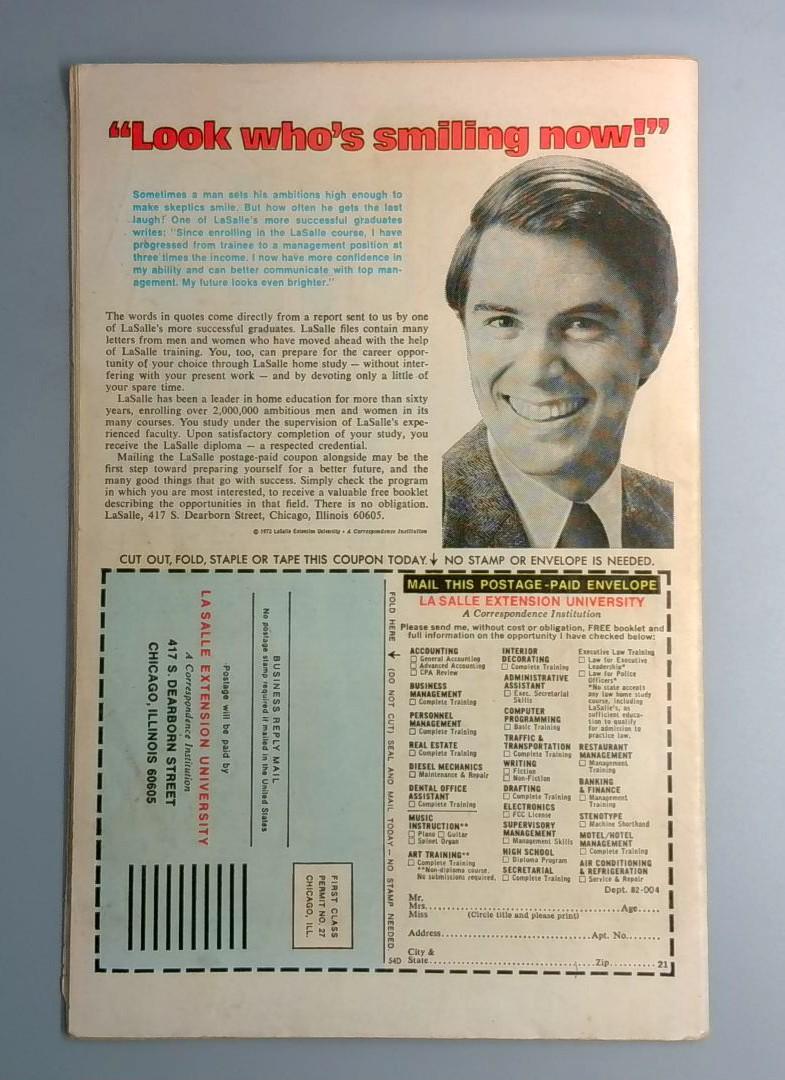 “Look who's smiling now!”
Sometimes a man sets his ambitions high enough to
make skeptics smile. But how often he gets the last
laugh! One of LaSalle's more successful graduates
writes: "Since enrolling in the LaSalle course, I have
progressed from trainee to a management position at
three times the income. I now have more confidence in
my ability and can better communicate with top man-
agement. My future looks even brighter."
The words in quotes come directly from a report sent to us by one
of LaSalle's more successful graduates. LaSalle files contain many
letters from men and women who have moved ahead with the help
of LaSalle training. You, too, can prepare for the career oppor-
tunity of your choice through LaSalle home study — without inter-
fering with your present work — and by devoting only a little of
your spare time.
LaSalle has been a leader in home education for more than sixty
years, enrolling over 2,000,000 ambitious men and women in its
many courses. You study under the supervision of LaSalle's expe-
rienced faculty. Upon satisfactory completion of your study, you
receive the LaSalle diploma — a respected credential.
Mailing the LaSalle postage-paid coupon alongside may be the
first step toward preparing yourself for a better future, and the
many good things that go with success. Simply check the program
in which you are most interested, to receive a valuable free booklet
describing the opportunities in that field. There is no obligation.
LaSalle, 417 S. Dearborn Street, Chicago, Illinois 60605.
© 1972 LaSalle Extension University • A Correspondence Institution
CUT OUT, FOLD, STAPLE OR TAPE THIS COUPON TODAY. ↓ NO STAMP OR ENVELOPE IS NEEDED.
FIRST CLASS
PERMIT NO. 27
CHICAGO, ILL.
BUSINESS REPLY MAIL
No postage stamp required if mailed in the United States
Postage will be paid by
LA SALLE EXTENSION UNIVERSITY
A Correspondence Institution
417 S. DEARBORN STREET
CHICAGO, ILLINOIS 60605
FOLD HERE ← (DO NOT CUT) SEAL AND MAIL TODAY — NO STAMP NEEDED.
MAIL THIS POSTAGE-PAID ENVELOPE
LA SALLE EXTENSION UNIVERSITY
A Correspondence Institution
Please send me, without cost or obligation, FREE booklet and
full information on the opportunity I have checked below:
ACCOUNTING
□ General Accounting
□ Advanced Accounting
□ CPA Review
BUSINESS
MANAGEMENT
□ Complete Training
PERSONNEL
MANAGEMENT
□ Complete Training
REAL ESTATE
□ Complete Training
DIESEL MECHANICS
□ Maintenance & Repair
DENTAL OFFICE
ASSISTANT
□ Complete Training
MUSIC
INSTRUCTION**
□ Piano □ Guitar
□ Spinet Organ
ART TRAINING**
□ Complete Training
**Non-diploma course.
No submissions required.
INTERIOR
DECORATING
□ Complete Training
ADMINISTRATIVE
ASSISTANT
□ Exec. Secretarial
Skills
COMPUTER
PROGRAMMING
□ Basic Training
TRAFFIC &
TRANSPORTATION
□ Complete Training
WRITING
□ Fiction
□ Non-Fiction
DRAFTING
□ Complete Training
ELECTRONICS
□ FCC License
SUPERVISORY
MANAGEMENT
□ Management Skills
HIGH SCHOOL
□ Diploma Program
SECRETARIAL
□ Complete Training
Executive Law Training
□ Law for Executive
Leadership*
□ Law for Police
Officers*
*No state accepts
any law home study
course, including
LaSalle's, as
sufficient educa-
tion to qualify
for admission to
practice law.
RESTAURANT
MANAGEMENT
□ Management
Training
BANKING
& FINANCE
□ Management
Training
STENOTYPE
□ Machine Shorthand
MOTEL/HOTEL
MANAGEMENT
□ Complete Training
AIR CONDITIONING
& REFRIGERATION
□ Service & Repair
Dept. 82-004
Mr.
Mrs. Age
Miss (Circle title and please print)
Address Apt. No.
City &
State Zip
54D
21